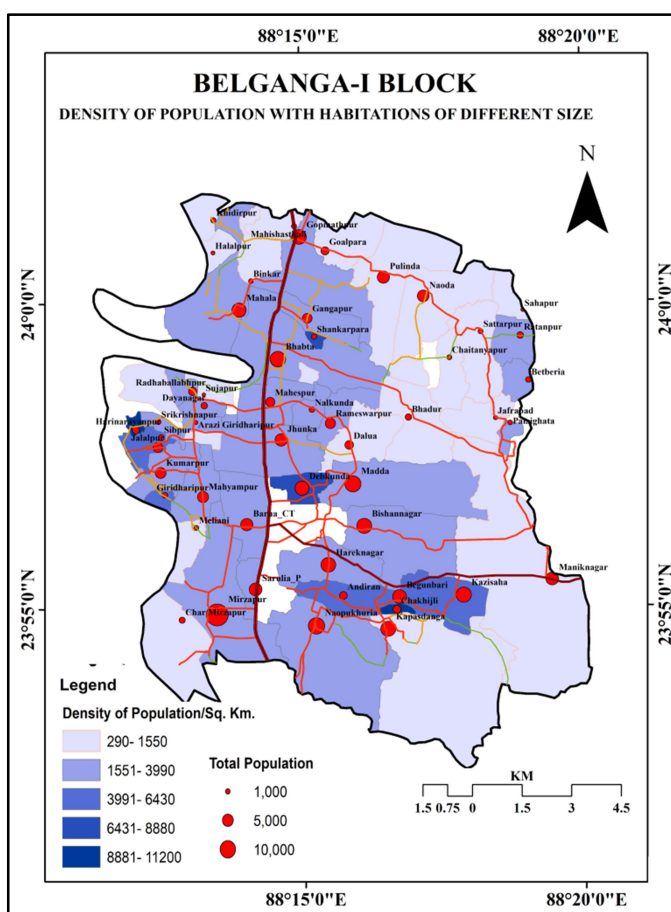 88°15'0"E
88°20'0"E
BELGANGA-I BLOCK
DENSITY OF POPULATION WITH HABITATIONS OF DIFFERENT SIZE
N
24°0'0"N
24°0'0"N
Khidirpur
Gopinathpur
Mahishasthali
Goalpara
Halalpur
Pulinda
Binkar
Naoda
Mahala
Gangapur
Sahapur
Shankarpara
Sattarpur
Ratanpur
Bhabta
Chaitanyapur
Betberia
Radhaballabhpur
Sujapur
Dayanagar
Mahespur
Nalkunda
Jafrabad
Harinarayanpur
Srikrishnapur
Rameswarpur
Bhadur
Arazi Giridharipur
Sibpur
Jalalpur
Jhunka
Dalua
Kumarpur
Madda
Debkunda
Giridharipur
Mahyampur
Barua_CT
Bishannagar
Meliani
Hareknagar
Maniknagar
Sarulia_P
Andiran
Begunbari
Kazisaha
Mirzapur
Chakhijli
Char Mirzapur
Naopukhuria
Kapasdanga
23°55'0"N
23°55'0"N
Legend
Density of Population/Sq. Km.
290- 1550
1551- 3990
3991- 6430
6431- 8880
8881- 11200
Total Population
1,000
5,000
10,000
KM
1.5 0.75 0 1.5 3 4.5
88°15'0"E
88°20'0"E